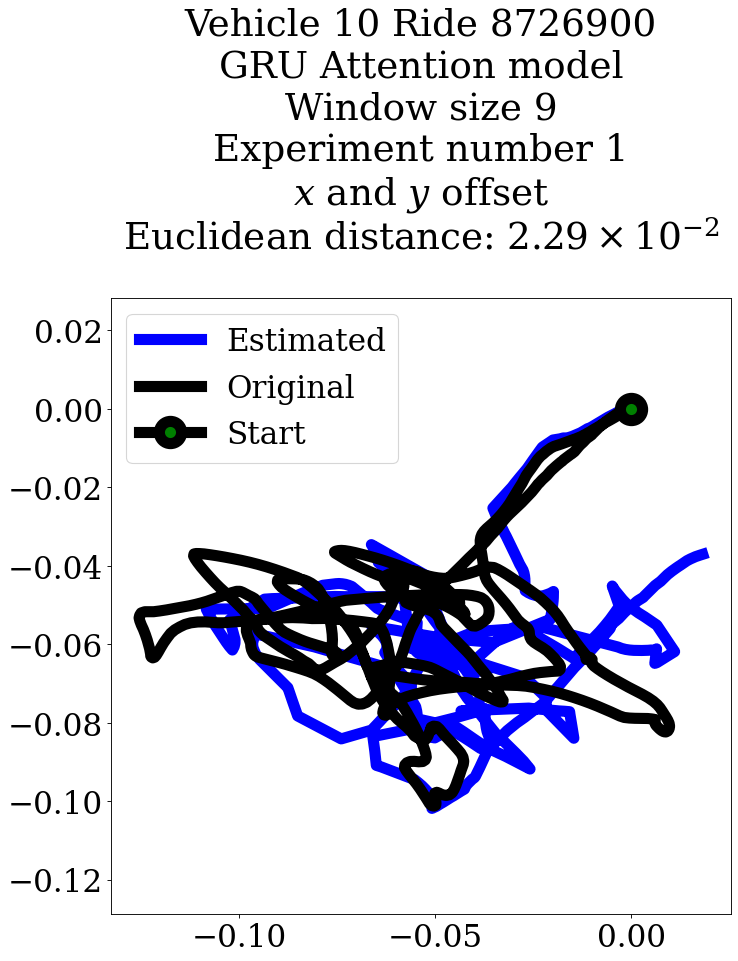 Vehicle 10 Ride 8726900
GRU Attention model
Window size 9
Experiment number 1
x and y offset
Euclidean distance: 2.29 × 10⁻²
Estimated
Original
Start
0.02
0.00
−0.02
−0.04
−0.06
−0.08
−0.10
−0.12
−0.10
−0.05
0.00